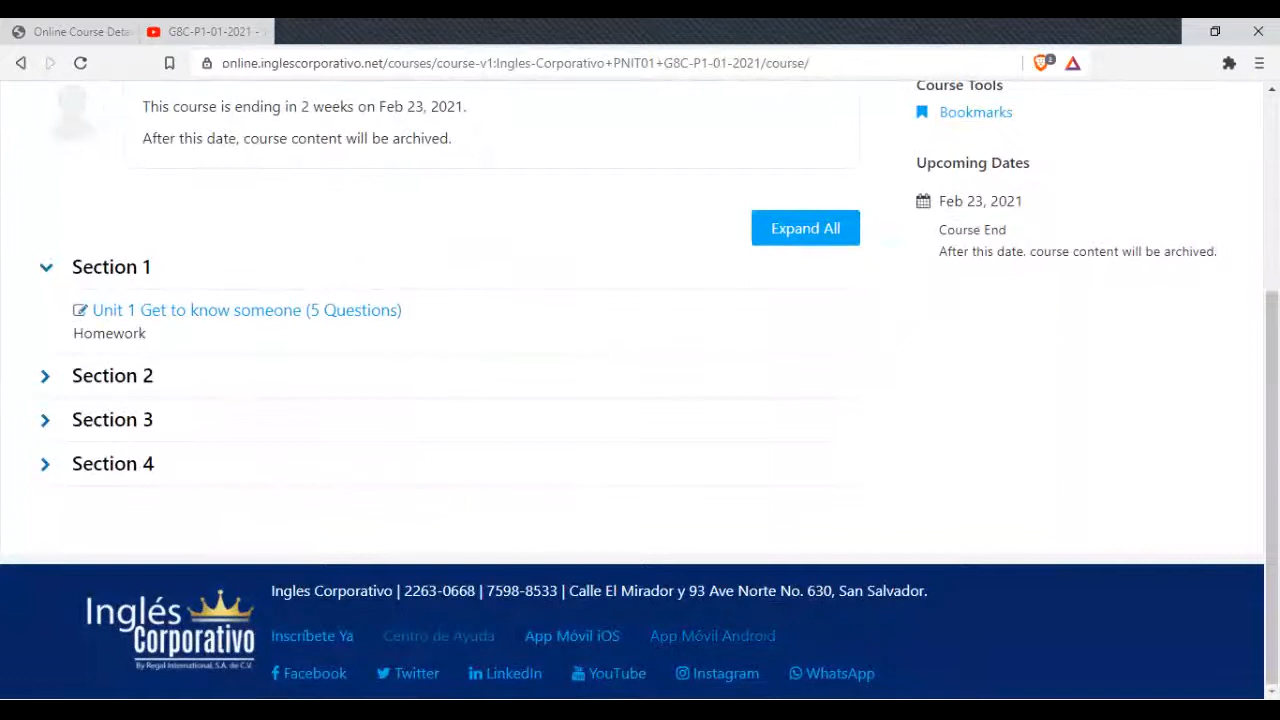 Online Course Deta
G8C-P1-01-2021 -
online.inglescorporativo.net/courses/course-v1:Ingles-Corporativo+PNIT01+G8C-P1-01-2021/course/
This course is ending in 2 weeks on Feb 23, 2021.
After this date, course content will be archived.
Course Tools
Bookmarks
Upcoming Dates
Feb 23, 2021
Course End
After this date. course content will be archived.
Expand All
Section 1
Unit 1 Get to know someone (5 Questions)
Homework
Section 2
Section 3
Section 4
Inglés
Corporativo
By Regal International, S.A. de C.V.
Ingles Corporativo | 2263-0668 | 7598-8533 | Calle El Mirador y 93 Ave Norte No. 630, San Salvador.
Inscríbete Ya Centro de Ayuda App Móvil iOS App Móvil Android
Facebook Twitter LinkedIn YouTube Instagram WhatsApp